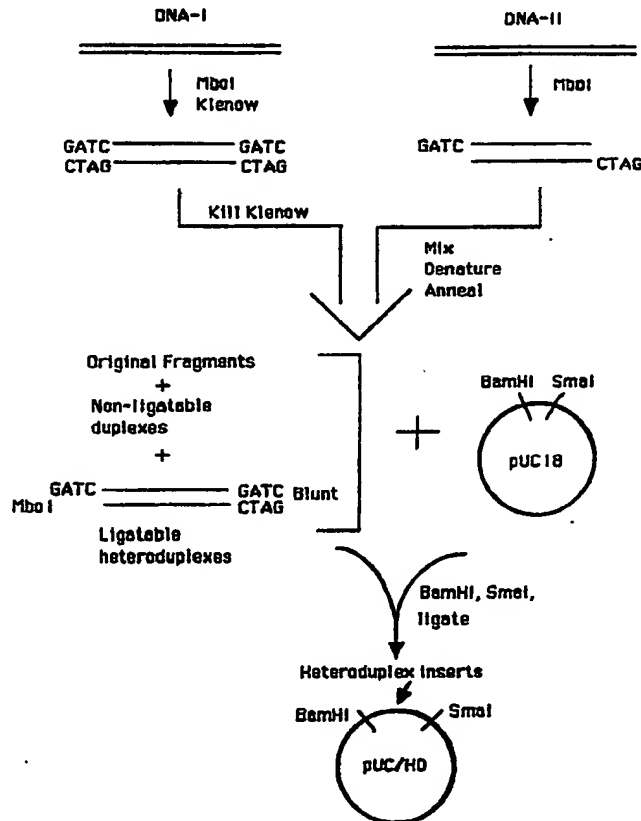 DNA-I
DNA-II
MboI
Klenow
MboI
GATC GATC
CTAG CTAG
GATC
CTAG
Kill Klenow
Mix
Denature
Anneal
Original Fragments
+
Non-ligatable
duplexes
+
GATC GATC Blunt
MboI CTAG
Ligatable
heteroduplexes
+
BamHI SmaI
pUC18
BamHI, SmaI,
ligate
Heteroduplex inserts
BamHI SmaI
pUC/HD